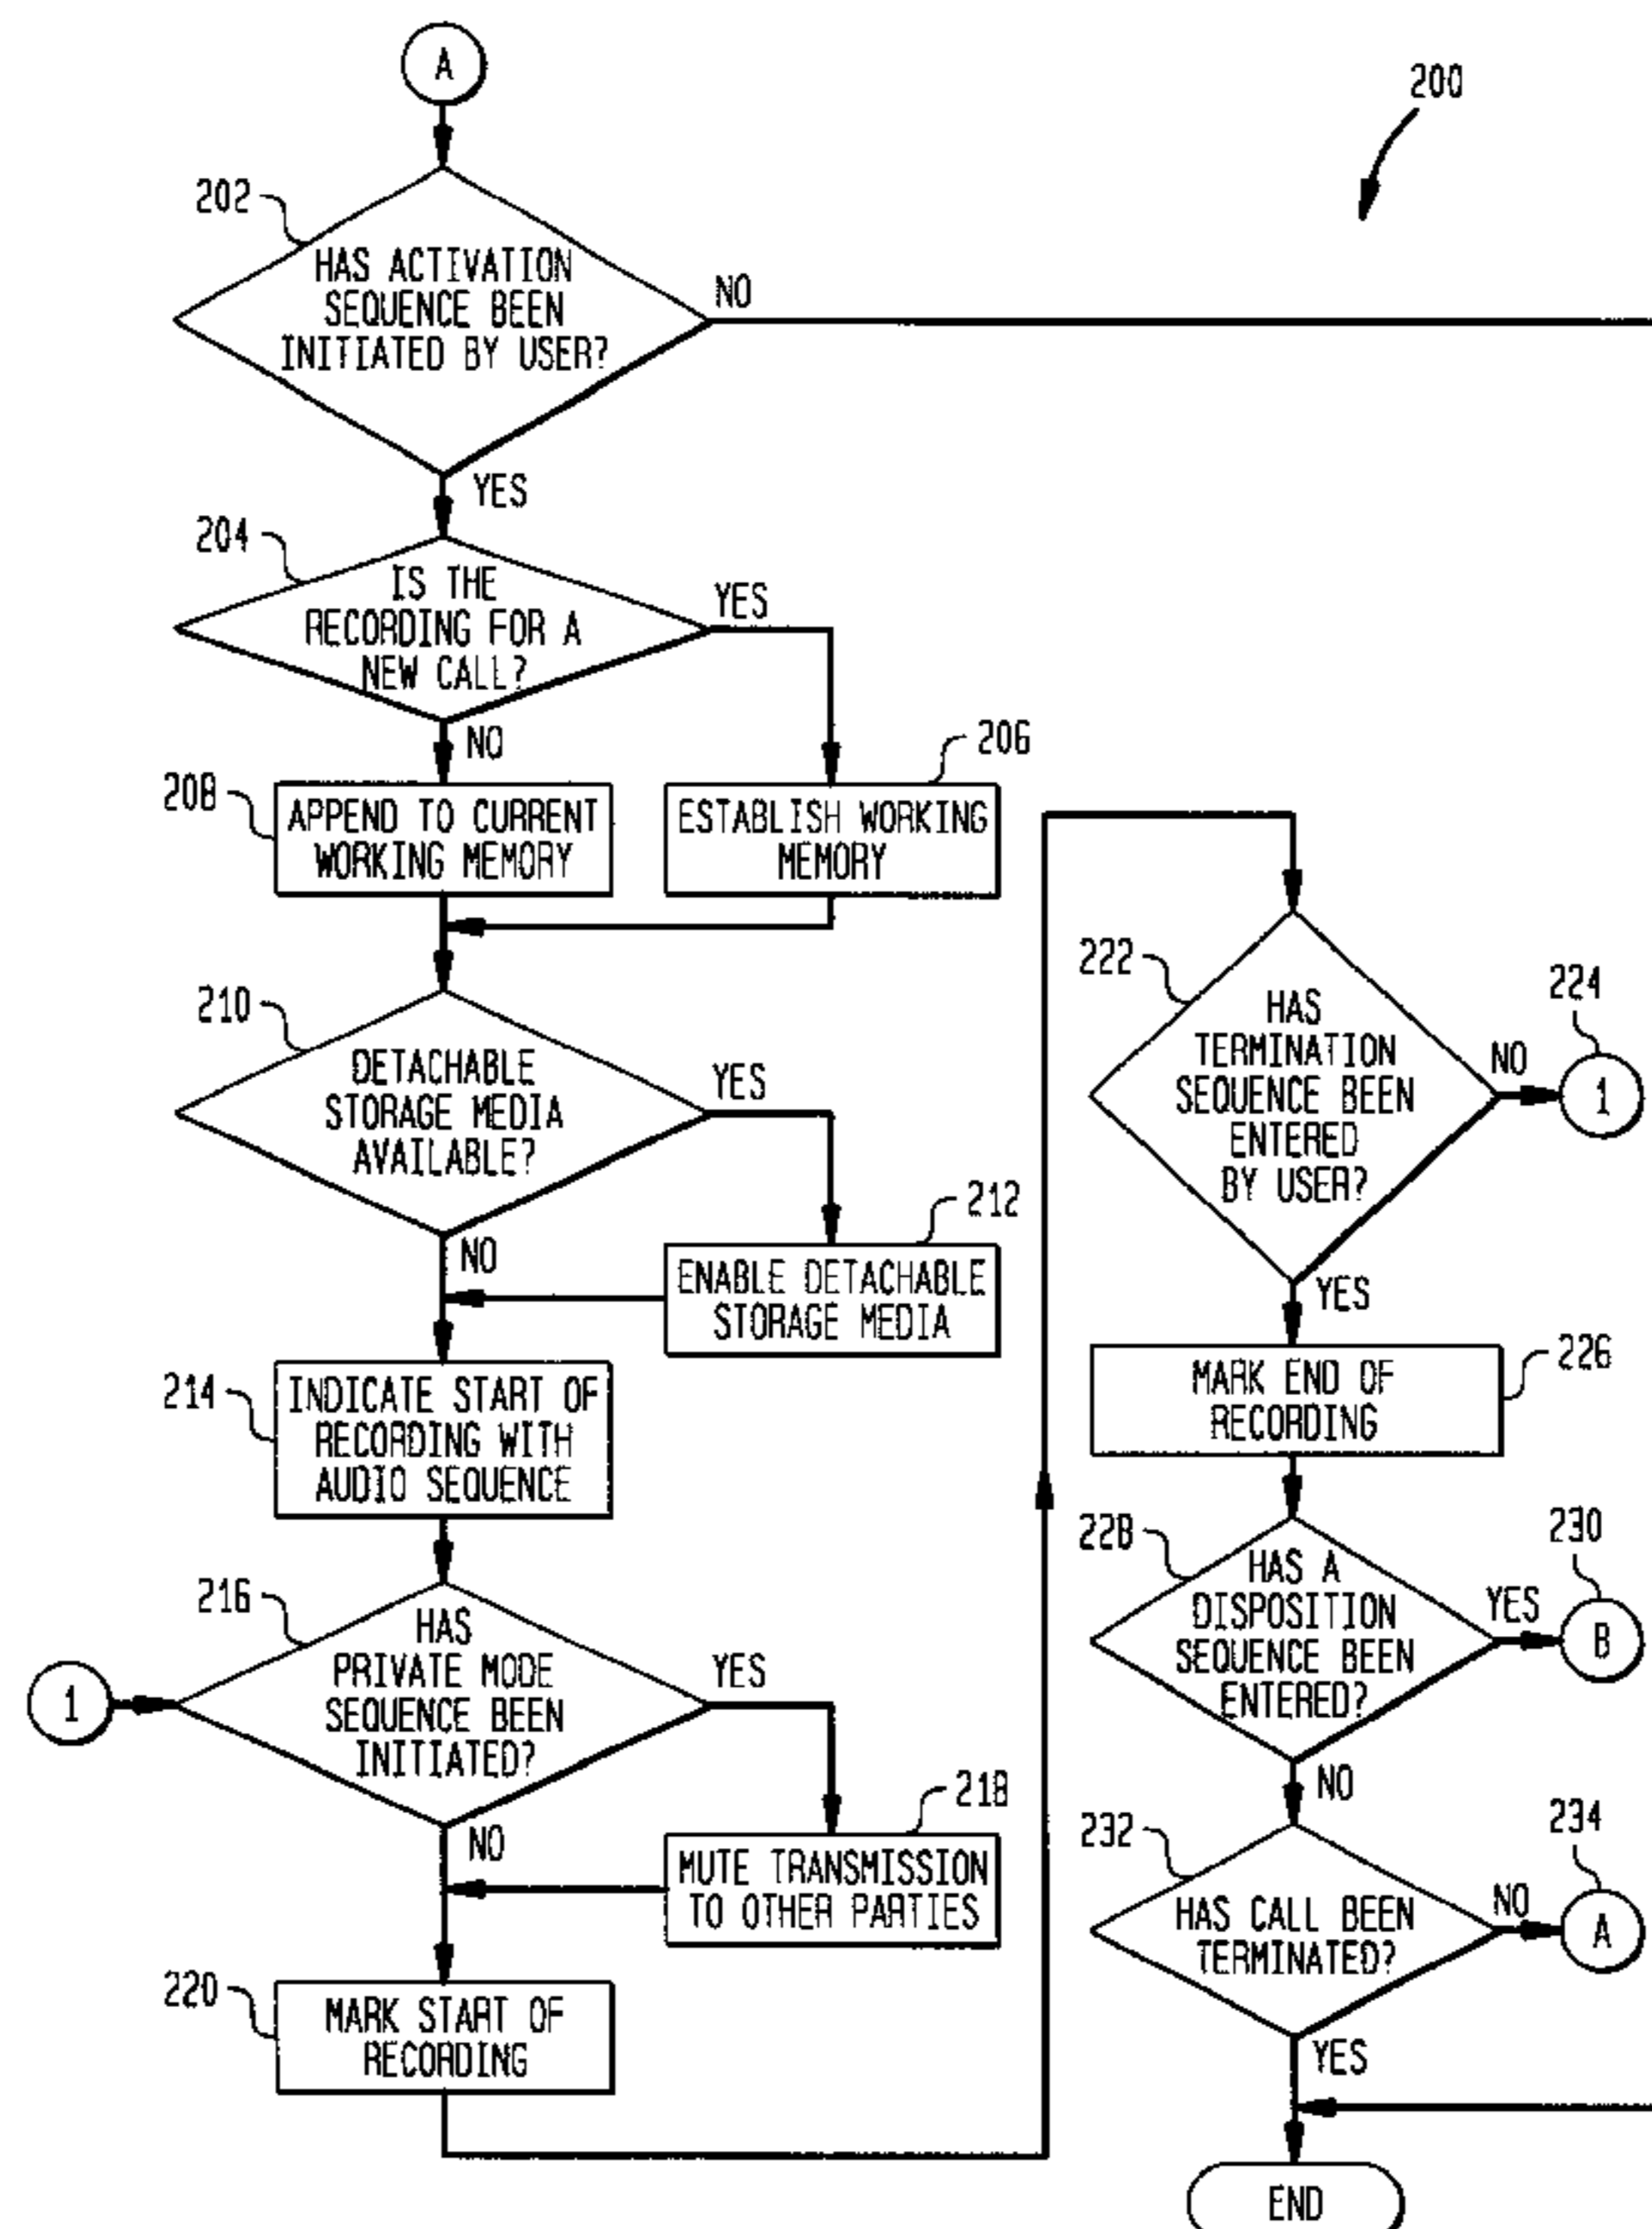 A
200
202
HAS ACTIVATION
SEQUENCE BEEN
INITIATED BY USER?
NO
YES
204
IS THE
RECORDING FOR A
NEW CALL?
YES
NO
206
208
APPEND TO CURRENT
WORKING MEMORY
ESTABLISH WORKING
MEMORY
210
DETACHABLE
STORAGE MEDIA
AVAILABLE?
YES
NO
212
ENABLE DETACHABLE
STORAGE MEDIA
214
INDICATE START OF
RECORDING WITH
AUDIO SEQUENCE
216
1
HAS
PRIVATE MODE
SEQUENCE BEEN
INITIATED?
YES
NO
218
MUTE TRANSMISSION
TO OTHER PARTIES
220
MARK START OF
RECORDING
222
HAS
TERMINATION
SEQUENCE BEEN
ENTERED
BY USER?
NO
224
1
YES
MARK END OF
RECORDING
226
228
HAS A
DISPOSITION
SEQUENCE BEEN
ENTERED?
YES
230
B
NO
232
HAS CALL BEEN
TERMINATED?
NO
234
A
YES
END